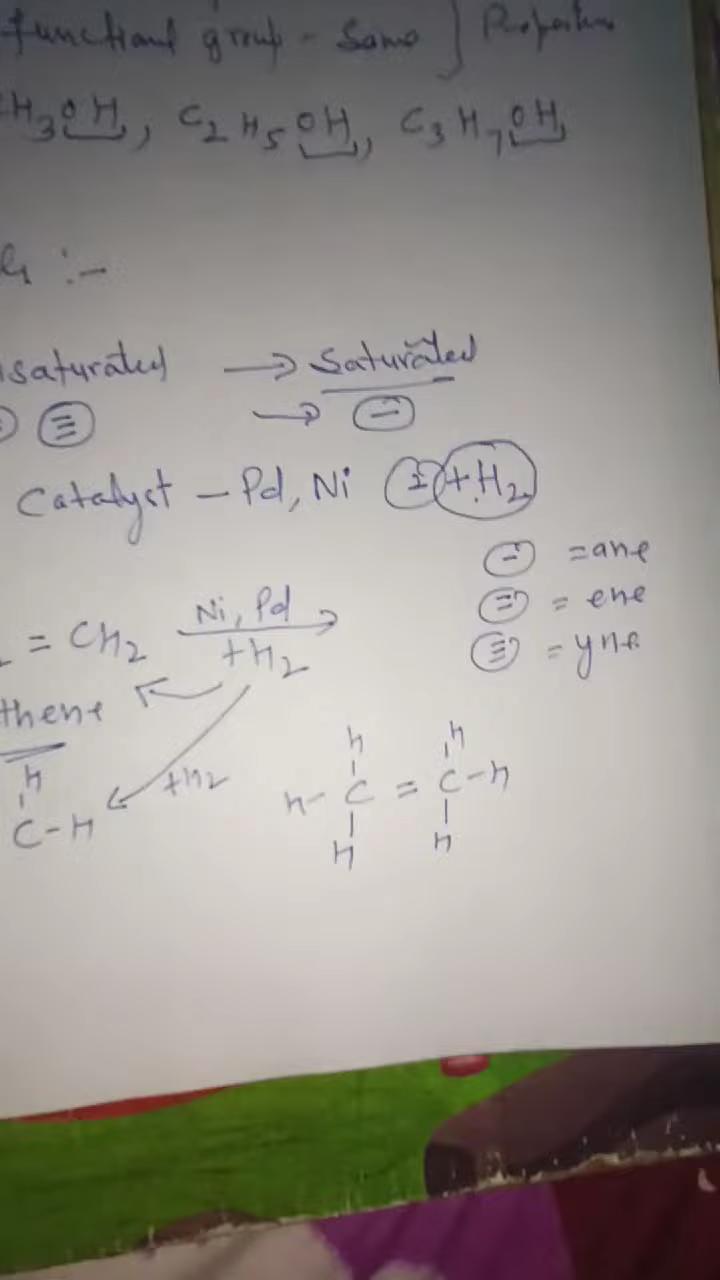 functional group - Same } Properties
CH3OH, C2H5OH, C3H7OH
:-
saturated → Saturated
≡ → -
Catalyst - Pd, Ni + H2
- = ane
= = ene
≡ = yne
= CH2 Ni, Pd →
+H2
thene
H
+H2
C-H
H H
H-C=C-H
H H